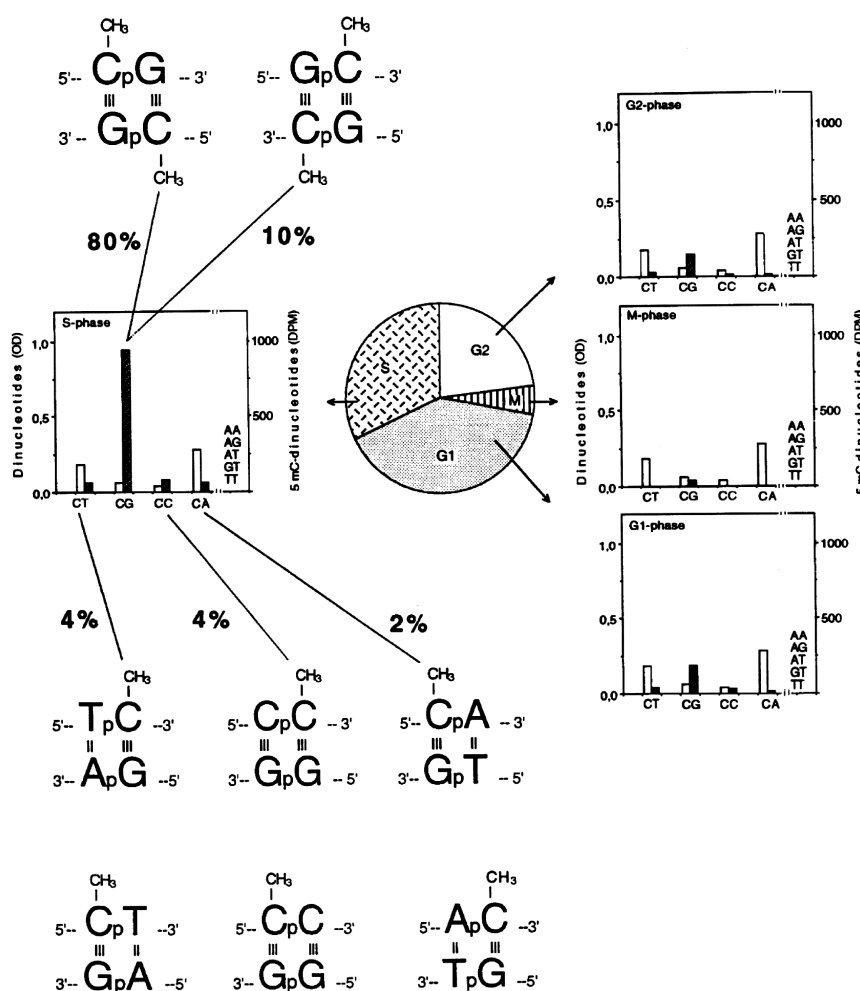 CH₃
5'-- CpG -- 3'
3'-- GpC -- 5'
CH₃
CH₃
5'-- GpC -- 3'
3'-- CpG -- 5'
CH₃
80%
10%
S-phase
Dinucleotides (OD)
1,0
0,5
0,0
1000
500
5mC-dinucleotides (DPM)
AA
AG
AT
GT
TT
CT CG CC CA
S
G2
M
G1
G2-phase
1,0
0,5
0,0
1000
500
AA
AG
AT
GT
TT
CT CG CC CA
M-phase
Dinucleotides (OD)
1,0
0,5
0,0
1000
500
5mC-dinucleotides (DPM)
AA
AG
AT
GT
TT
CT CG CC CA
G1-phase
1,0
0,5
0,0
1000
500
AA
AG
AT
GT
TT
CT CG CC CA
4%
4%
2%
CH₃
5'-- TpC --3'
3'-- ApG --5'
CH₃
5'-- CpC --3'
3'-- GpG --5'
CH₃
5'-- CpA -- 3'
3'-- GpT -- 5'
CH₃
5'-- CpT --3'
3'-- GpA --5'
CH₃
5'-- CpC --3'
3'-- GpG --5'
CH₃
5'-- ApC --3'
3'-- TpG --5'